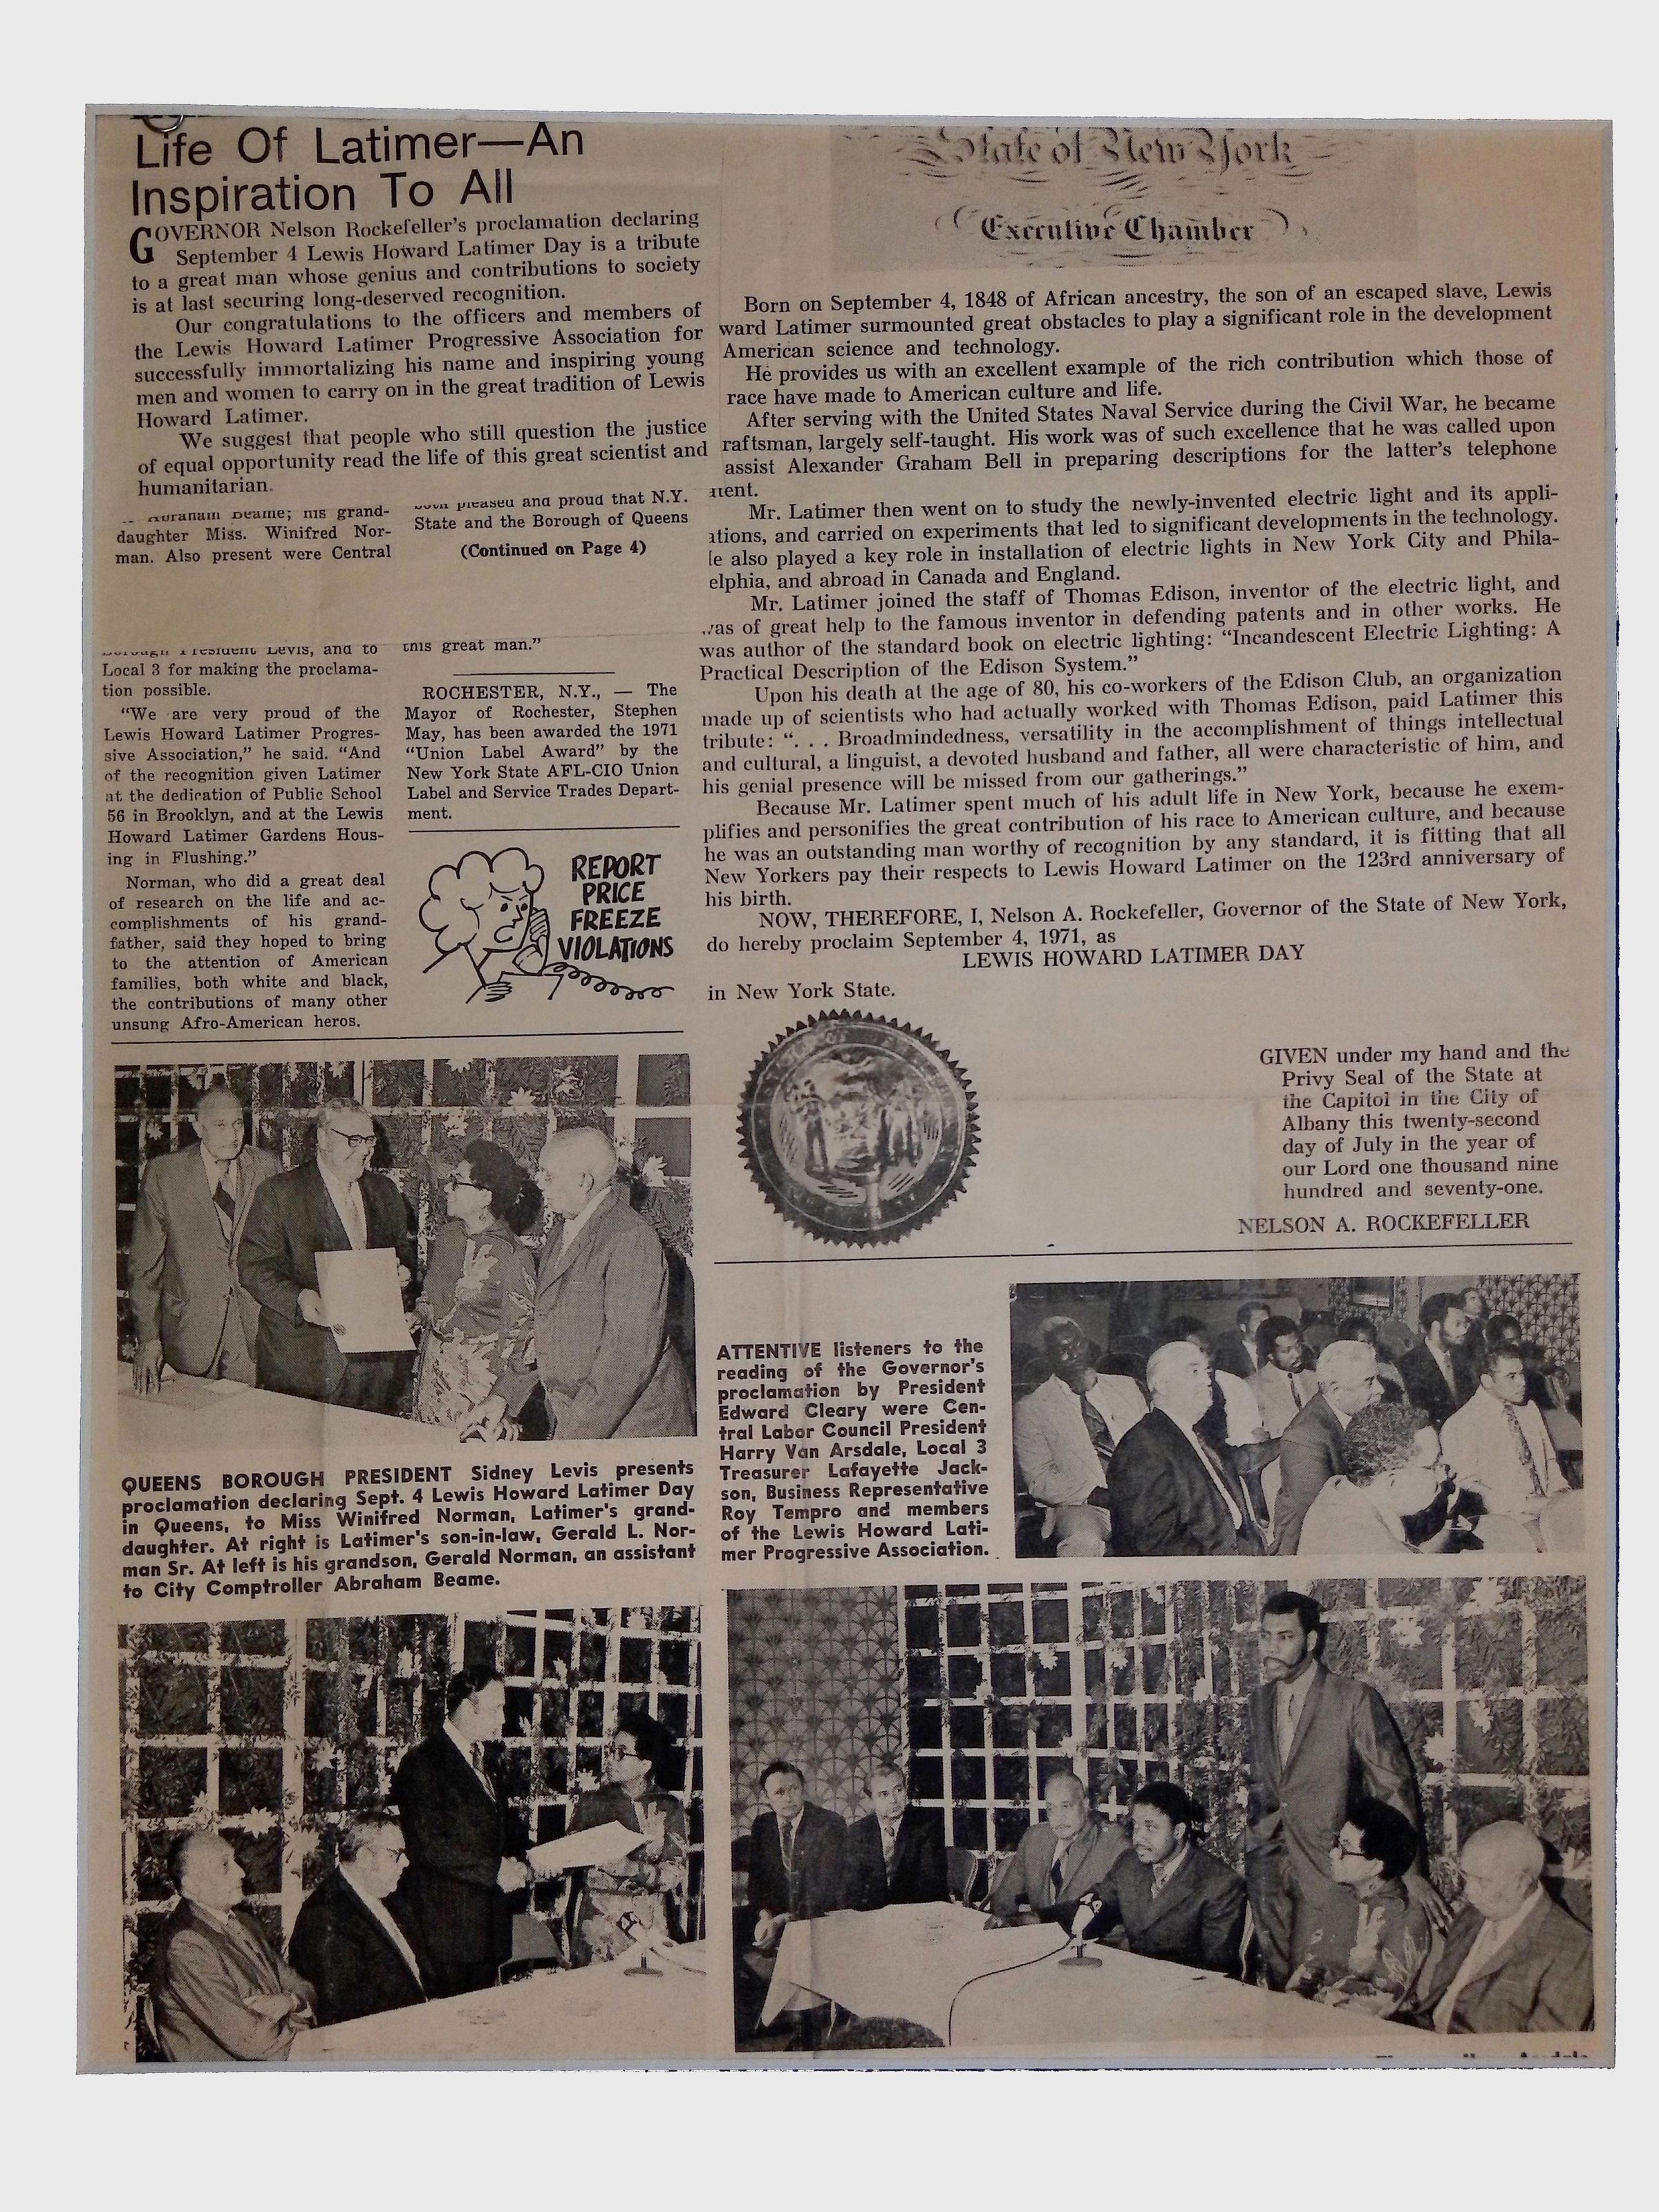 Life Of Latimer—An
Inspiration To All
GOVERNOR Nelson Rockefeller's proclamation declaring
September 4 Lewis Howard Latimer Day is a tribute
to a great man whose genius and contributions to society
is at last securing long-deserved recognition.
Our congratulations to the officers and members of
the Lewis Howard Latimer Progressive Association for
successfully immortalizing his name and inspiring young
men and women to carry on in the great tradition of Lewis
Howard Latimer.
We suggest that people who still question the justice
of equal opportunity read the life of this great scientist and
humanitarian.
Abraham Beame; his grand-
daughter Miss. Winifred Nor-
man. Also present were Central
both pleased and proud that N.Y.
State and the Borough of Queens
(Continued on Page 4)
Borough President Levis, and to
Local 3 for making the proclama-
tion possible.
"We are very proud of the
Lewis Howard Latimer Progres-
sive Association," he said. "And
of the recognition given Latimer
at the dedication of Public School
56 in Brooklyn, and at the Lewis
Howard Latimer Gardens Hous-
ing in Flushing."
Norman, who did a great deal
of research on the life and ac-
complishments of his grand-
father, said they hoped to bring
to the attention of American
families, both white and black,
the contributions of many other
unsung Afro-American heros.
this great man."
ROCHESTER, N.Y., — The
Mayor of Rochester, Stephen
May, has been awarded the 1971
"Union Label Award" by the
New York State AFL-CIO Union
Label and Service Trades Depart-
ment.
REPORT
PRICE
FREEZE
VIOLATIONS
State of New York
Executive Chamber
Born on September 4, 1848 of African ancestry, the son of an escaped slave, Lewis
ward Latimer surmounted great obstacles to play a significant role in the development
American science and technology.
He provides us with an excellent example of the rich contribution which those of
race have made to American culture and life.
After serving with the United States Naval Service during the Civil War, he became
raftsman, largely self-taught. His work was of such excellence that he was called upon
assist Alexander Graham Bell in preparing descriptions for the latter's telephone
tent.
Mr. Latimer then went on to study the newly-invented electric light and its appli-
ations, and carried on experiments that led to significant developments in the technology.
e also played a key role in installation of electric lights in New York City and Phila-
elphia, and abroad in Canada and England.
Mr. Latimer joined the staff of Thomas Edison, inventor of the electric light, and
was of great help to the famous inventor in defending patents and in other works. He
was author of the standard book on electric lighting: "Incandescent Electric Lighting: A
Practical Description of the Edison System."
Upon his death at the age of 80, his co-workers of the Edison Club, an organization
made up of scientists who had actually worked with Thomas Edison, paid Latimer this
tribute: ". . . Broadmindedness, versatility in the accomplishment of things intellectual
and cultural, a linguist, a devoted husband and father, all were characteristic of him, and
his genial presence will be missed from our gatherings."
Because Mr. Latimer spent much of his adult life in New York, because he exem-
plifies and personifies the great contribution of his race to American culture, and because
he was an outstanding man worthy of recognition by any standard, it is fitting that all
New Yorkers pay their respects to Lewis Howard Latimer on the 123rd anniversary of
his birth.
NOW, THEREFORE, I, Nelson A. Rockefeller, Governor of the State of New York,
do hereby proclaim September 4, 1971, as
LEWIS HOWARD LATIMER DAY
in New York State.
GIVEN under my hand and the
Privy Seal of the State at
the Capitol in the City of
Albany this twenty-second
day of July in the year of
our Lord one thousand nine
hundred and seventy-one.
NELSON A. ROCKEFELLER
QUEENS BOROUGH PRESIDENT Sidney Levis presents
proclamation declaring Sept. 4 Lewis Howard Latimer Day
in Queens, to Miss Winifred Norman, Latimer's grand-
daughter. At right is Latimer's son-in-law, Gerald L. Nor-
man Sr. At left is his grandson, Gerald Norman, an assistant
to City Comptroller Abraham Beame.
ATTENTIVE listeners to the
reading of the Governor's
proclamation by President
Edward Cleary were Cen-
tral Labor Council President
Harry Van Arsdale, Local 3
Treasurer Lafayette Jack-
son, Business Representative
Roy Tempro and members
of the Lewis Howard Lati-
mer Progressive Association.